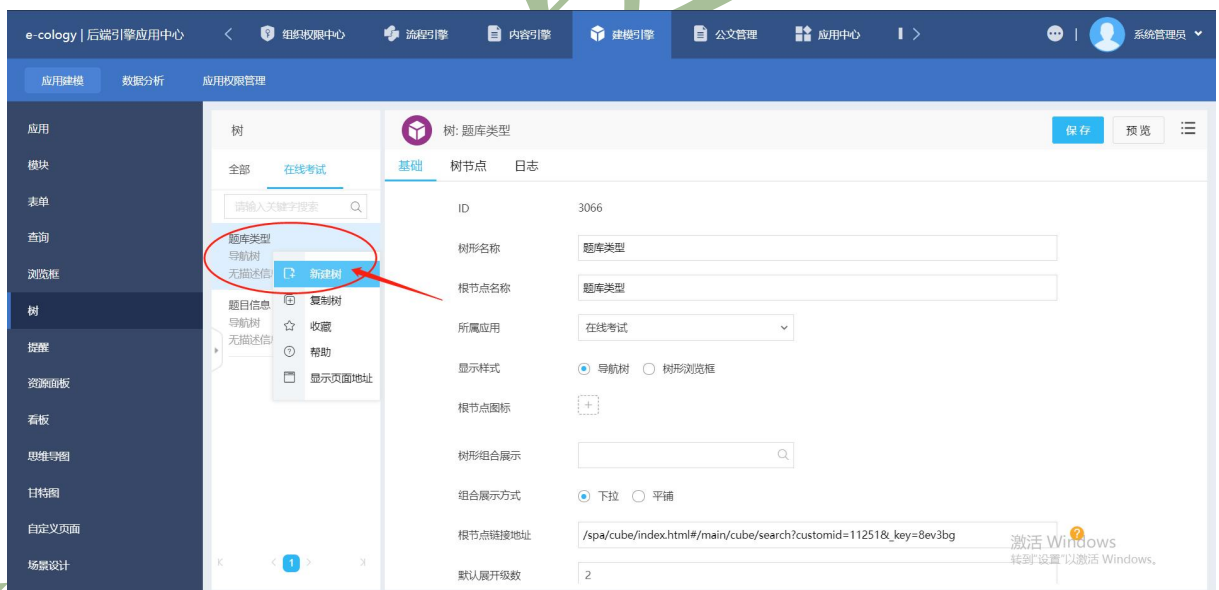 e-cology | 后端引擎应用中心 组织权限中心 流程引擎 内容引擎 建模引擎 公文管理 应用中心 系统管理员
应用建模 数据分析 应用权限管理
应用
模块
表单
查询
浏览框
树
提醒
资源面板
看板
思维导图
甘特图
自定义页面
场景设计
树
全部 在线考试
请输入关键字搜索
题库类型
导航树
无描述信
题目信息
导航树
无描述信
新建树
复制树
收藏
帮助
显示页面地址
1
树: 题库类型 保存 预览
基础 树节点 日志
ID 3066
树形名称 题库类型
根节点名称 题库类型
所属应用 在线考试
显示样式 导航树 树形浏览框
根节点图标
树形组合展示
组合展示方式 下拉 平铺
根节点链接地址 /spa/cube/index.html#/main/cube/search?customid=11251&_key=8ev3bg
默认展开级数 2
激活 Windows
转到"设置"以激活 Windows。